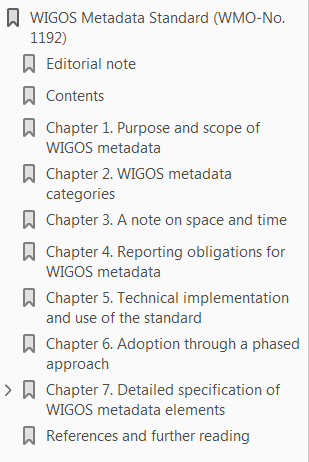 WIGOS Metadata Standard (WMO-No.
1192)
Editorial note
Contents
Chapter 1. Purpose and scope of
WIGOS metadata
Chapter 2. WIGOS metadata
categories
Chapter 3. A note on space and time
Chapter 4. Reporting obligations for
WIGOS metadata
Chapter 5. Technical implementation
and use of the standard
Chapter 6. Adoption through a phased
approach
Chapter 7. Detailed specification of
WIGOS metadata elements
References and further reading